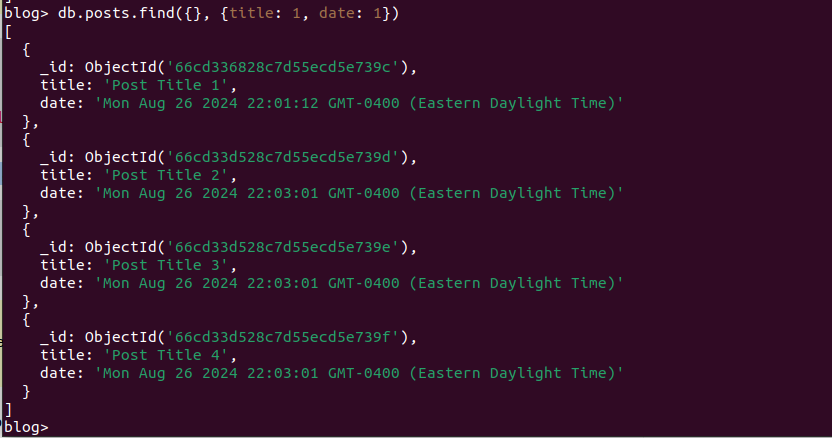 blog> db.posts.find({}, {title: 1, date: 1})
[
  {
    _id: ObjectId('66cd336828c7d55ecd5e739c'),
    title: 'Post Title 1',
    date: 'Mon Aug 26 2024 22:01:12 GMT-0400 (Eastern Daylight Time)'
  },
  {
    _id: ObjectId('66cd33d528c7d55ecd5e739d'),
    title: 'Post Title 2',
    date: 'Mon Aug 26 2024 22:03:01 GMT-0400 (Eastern Daylight Time)'
  },
  {
    _id: ObjectId('66cd33d528c7d55ecd5e739e'),
    title: 'Post Title 3',
    date: 'Mon Aug 26 2024 22:03:01 GMT-0400 (Eastern Daylight Time)'
  },
  {
    _id: ObjectId('66cd33d528c7d55ecd5e739f'),
    title: 'Post Title 4',
    date: 'Mon Aug 26 2024 22:03:01 GMT-0400 (Eastern Daylight Time)'
  }
]
blog>